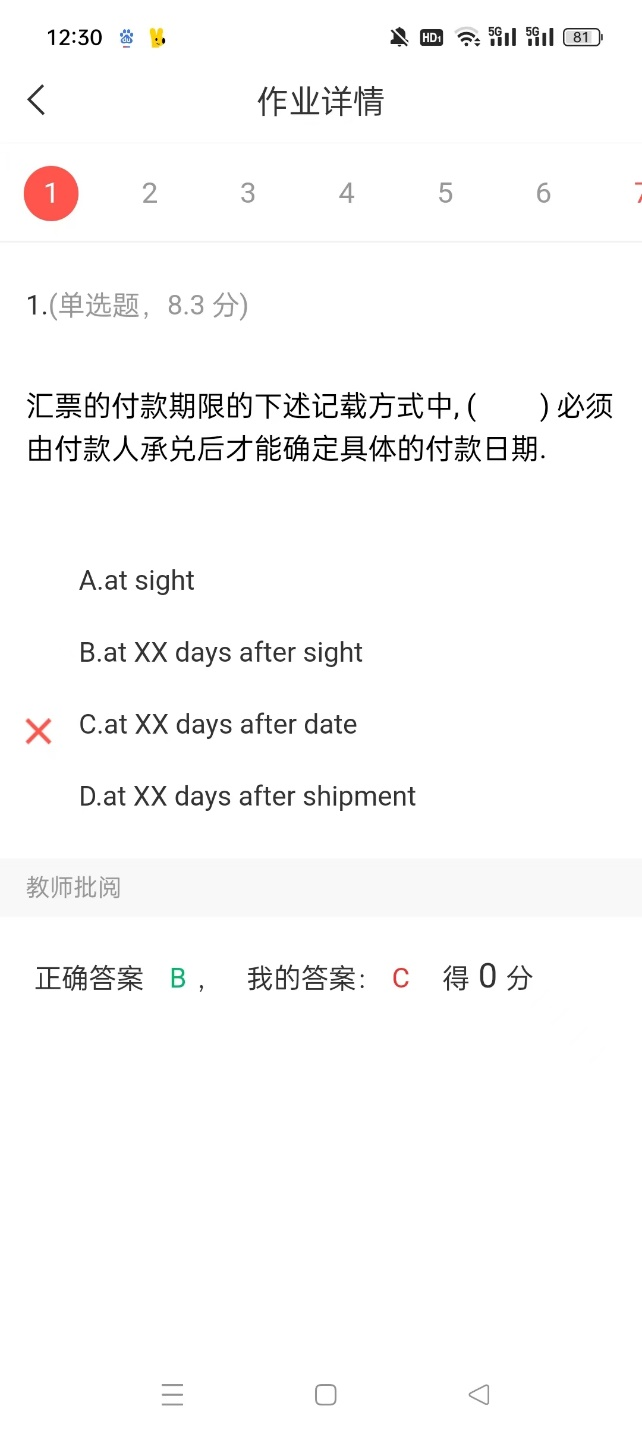 12:30 HD1 5G 5G 81
作业详情
1 2 3 4 5 6 7
1.(单选题，8.3 分)
汇票的付款期限的下述记载方式中,(      )必须
由付款人承兑后才能确定具体的付款日期.
A.at sight
B.at XX days after sight
C.at XX days after date
D.at XX days after shipment
教师批阅
正确答案 B ， 我的答案: C 得 0 分